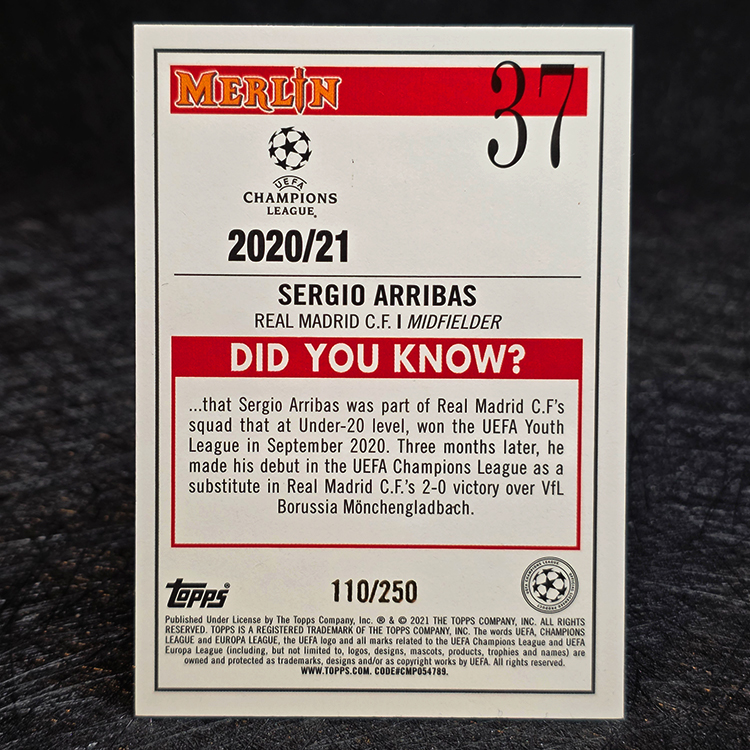 MERLIN
37
UEFA
CHAMPIONS
LEAGUE®
2020/21
SERGIO ARRIBAS
REAL MADRID C.F. I MIDFIELDER
DID YOU KNOW?
...that Sergio Arribas was part of Real Madrid C.F's
squad that at Under-20 level, won the UEFA Youth
League in September 2020. Three months later, he
made his debut in the UEFA Champions League as a
substitute in Real Madrid C.F.'s 2-0 victory over VfL
Borussia Mönchengladbach.
topps®
110/250
Published Under License by The Topps Company, Inc. ® & © 2021 THE TOPPS COMPANY, INC. ALL RIGHTS
RESERVED. TOPPS IS A REGISTERED TRADEMARK OF THE TOPPS COMPANY, INC. The words UEFA, CHAMPIONS
LEAGUE and EUROPA LEAGUE, the UEFA logo and all marks related to the UEFA Champions League and UEFA
Europa League (including, but not limited to, logos, designs, mascots, products, trophies and names) are
owned and protected as trademarks, designs and/or as copyright works by UEFA. All rights reserved.
WWW.TOPPS.COM. CODE#CMP054789.